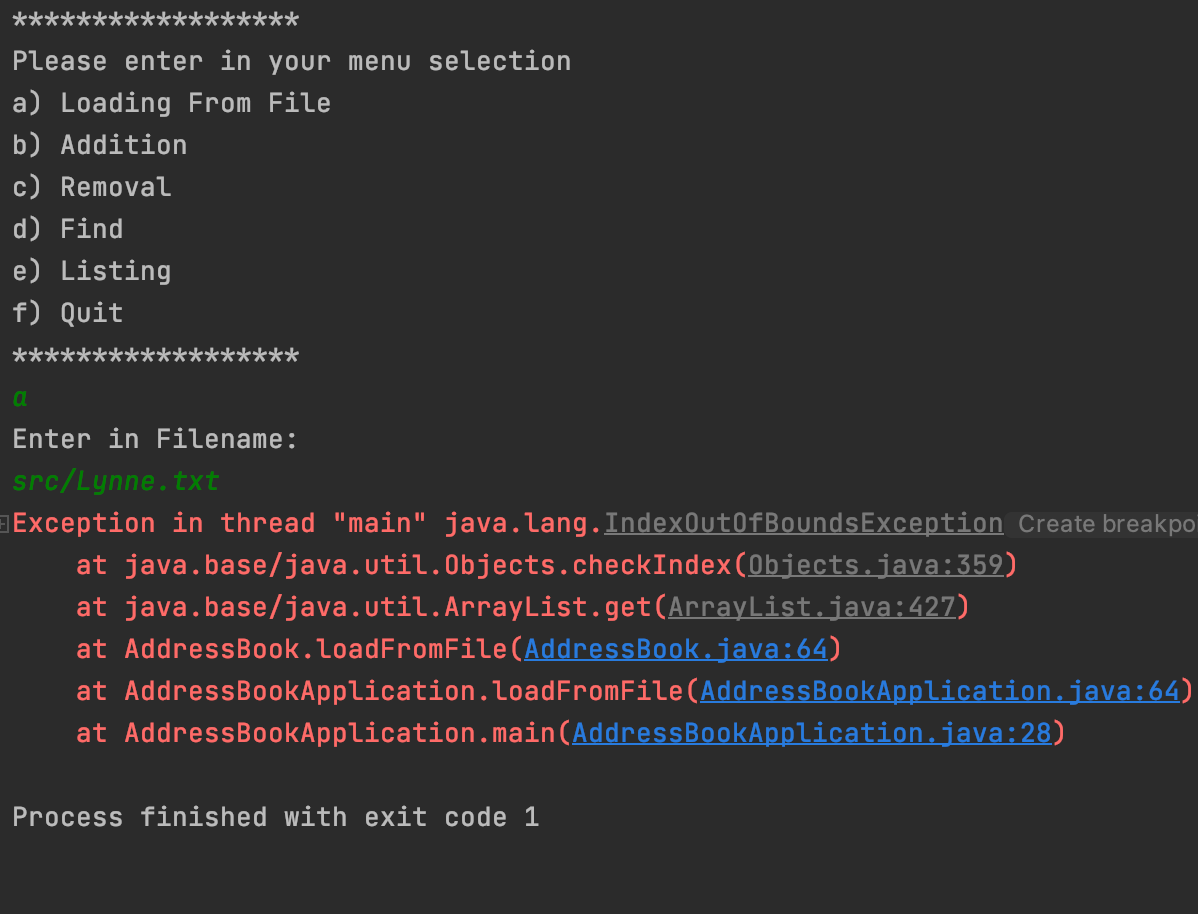 ******************
Please enter in your menu selection
a) Loading From File
b) Addition
c) Removal
d) Find
e) Listing
f) Quit
******************
a
Enter in Filename:
src/Lynne.txt
Exception in thread "main" java.lang.IndexOutOfBoundsException Create breakpo
at java.base/java.util.Objects.checkIndex(Objects.java:359)
at java.base/java.util.ArrayList.get(ArrayList.java:427)
at AddressBook.loadFromFile(AddressBook.java:64)
at AddressBookApplication.loadFromFile(AddressBookApplication.java:64)
at AddressBookApplication.main(AddressBookApplication.java:28)
Process finished with exit code 1